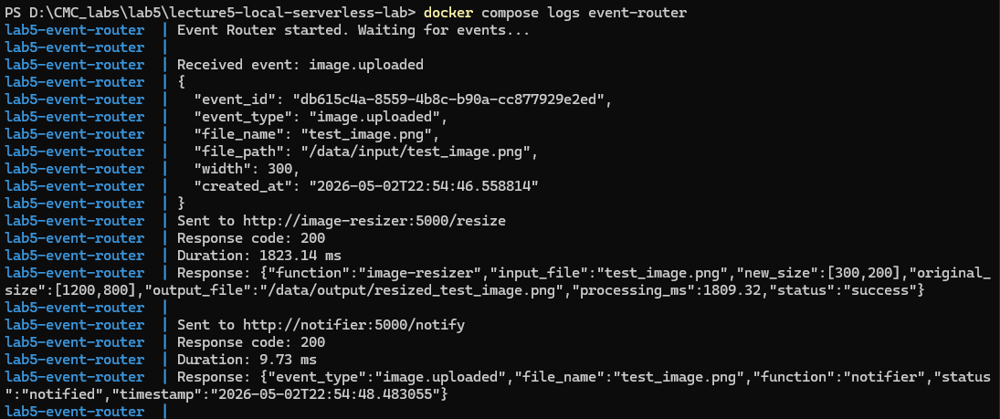 PS D:\CMC_labs\lab5\lecture5-local-serverless-lab> docker compose logs event-router
lab5-event-router  | Event Router started. Waiting for events...
lab5-event-router  |
lab5-event-router  | Received event: image.uploaded
lab5-event-router  | {
lab5-event-router  |   "event_id": "db615c4a-8559-4b8c-b90a-cc877929e2ed",
lab5-event-router  |   "event_type": "image.uploaded",
lab5-event-router  |   "file_name": "test_image.png",
lab5-event-router  |   "file_path": "/data/input/test_image.png",
lab5-event-router  |   "width": 300,
lab5-event-router  |   "created_at": "2026-05-02T22:54:46.558814"
lab5-event-router  | }
lab5-event-router  | Sent to http://image-resizer:5000/resize
lab5-event-router  | Response code: 200
lab5-event-router  | Duration: 1823.14 ms
lab5-event-router  | Response: {"function":"image-resizer","input_file":"test_image.png","new_size":[300,200],"original_
size":[1200,800],"output_file":"/data/output/resized_test_image.png","processing_ms":1809.32,"status":"success"}
lab5-event-router  |
lab5-event-router  | Sent to http://notifier:5000/notify
lab5-event-router  | Response code: 200
lab5-event-router  | Duration: 9.73 ms
lab5-event-router  | Response: {"event_type":"image.uploaded","file_name":"test_image.png","function":"notifier","status
":"notified","timestamp":"2026-05-02T22:54:48.483055"}
lab5-event-router  |